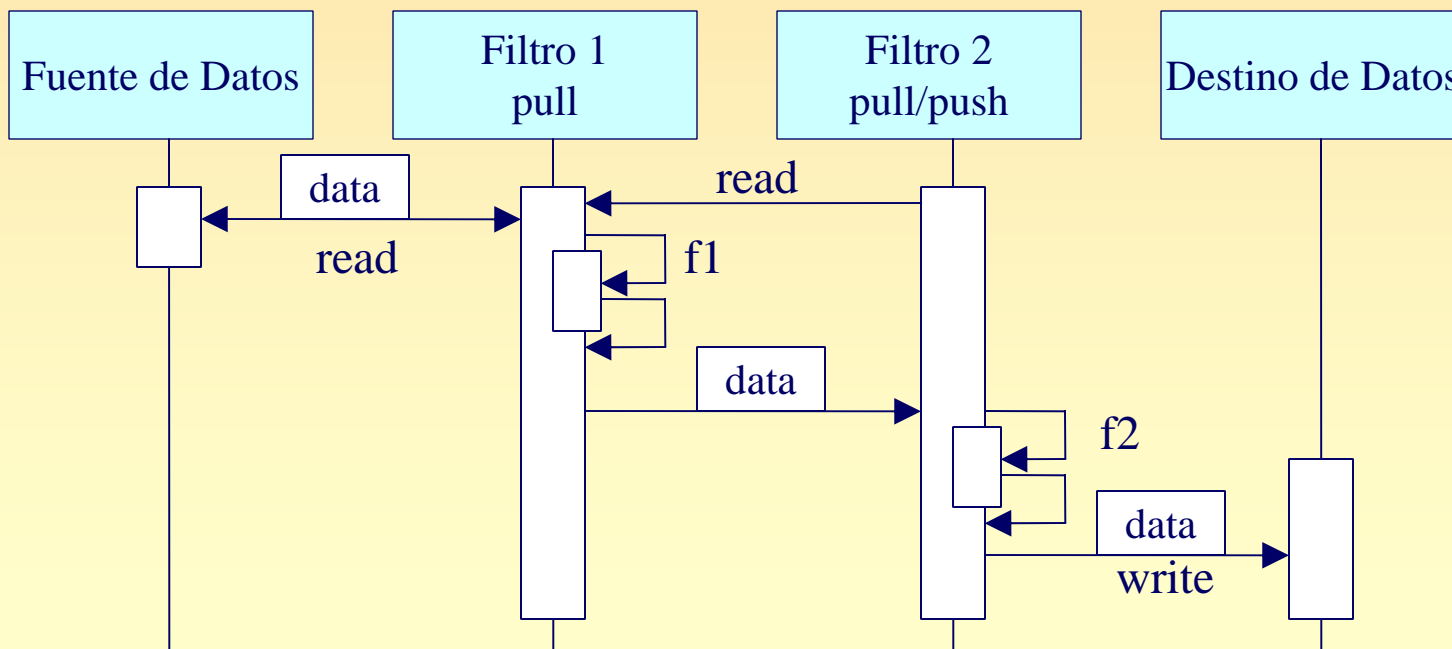 Fuente de Datos
Filtro 1
pull
Filtro 2
pull/push
Destino de Datos
data
read
read
f1
data
f2
data
write